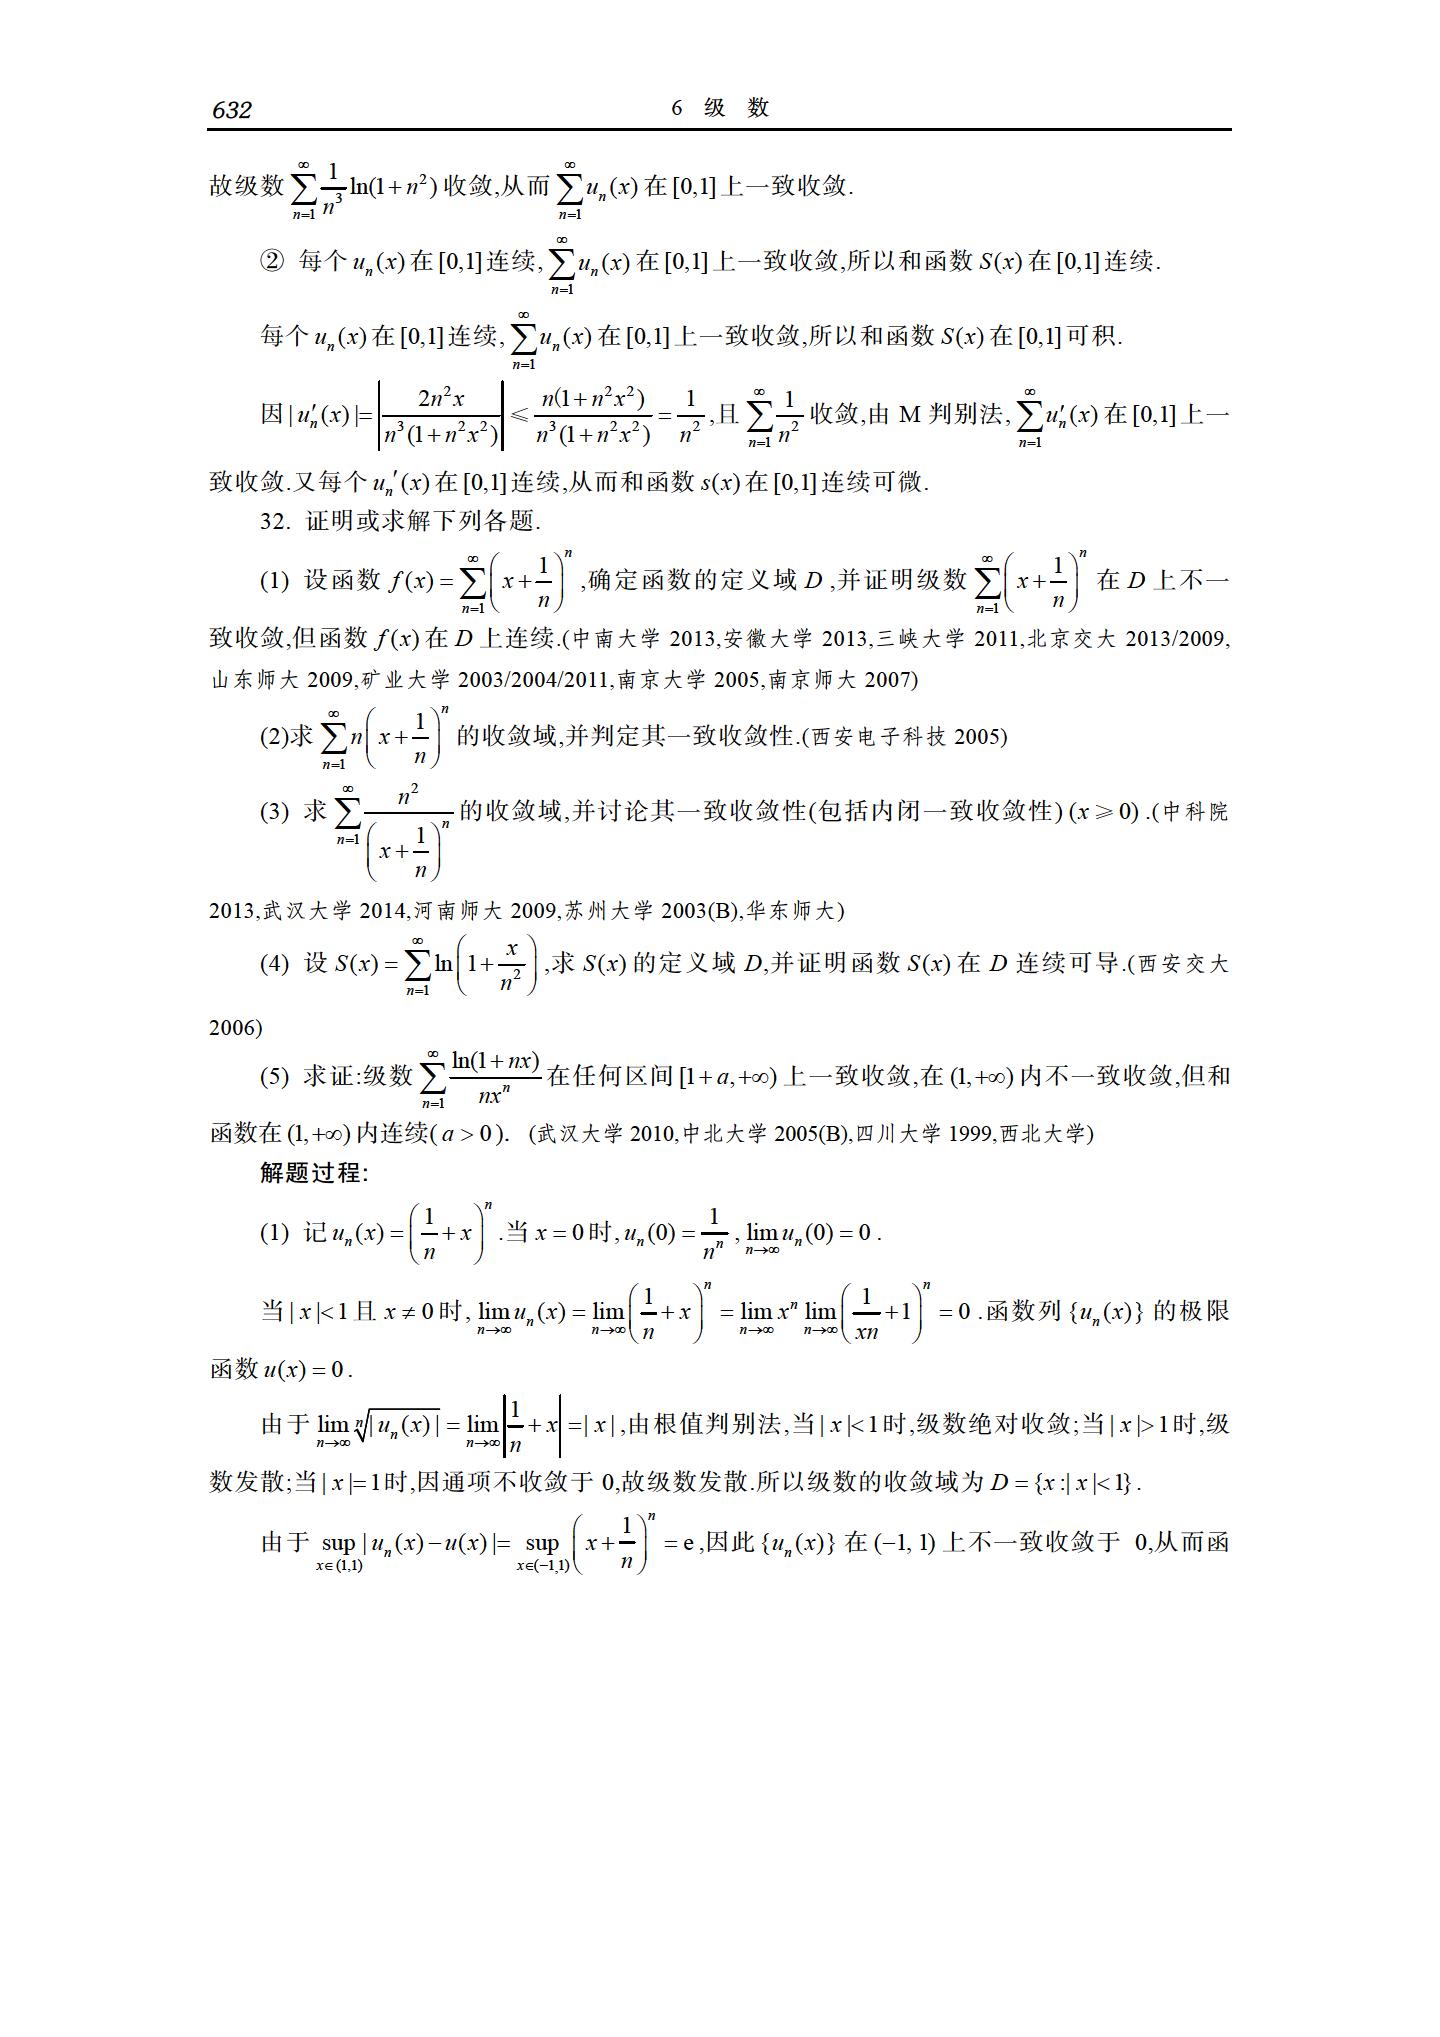 632
6 级 数
故级数 $\sum_{n=1}^{\infty}\frac{1}{n^3}\ln(1+n^2)$ 收敛,从而 $\sum_{n=1}^{\infty}u_n(x)$ 在 $[0,1]$ 上一致收敛.
② 每个 $u_n(x)$ 在 $[0,1]$ 连续, $\sum_{n=1}^{\infty}u_n(x)$ 在 $[0,1]$ 上一致收敛,所以和函数 $S(x)$ 在 $[0,1]$ 连续.
每个 $u_n(x)$ 在 $[0,1]$ 连续, $\sum_{n=1}^{\infty}u_n(x)$ 在 $[0,1]$ 上一致收敛,所以和函数 $S(x)$ 在 $[0,1]$ 可积.
因 $|u_n'(x)|=\left|\frac{2n^2x}{n^3(1+n^2x^2)}\right|\leqslant\frac{n(1+n^2x^2)}{n^3(1+n^2x^2)}=\frac{1}{n^2}$ ,且 $\sum_{n=1}^{\infty}\frac{1}{n^2}$ 收敛,由 M 判别法, $\sum_{n=1}^{\infty}u_n'(x)$ 在 $[0,1]$ 上一
致收敛.又每个 $u_n'(x)$ 在 $[0,1]$ 连续,从而和函数 $s(x)$ 在 $[0,1]$ 连续可微.
32. 证明或求解下列各题.
(1) 设函数 $f(x)=\sum_{n=1}^{\infty}\left(x+\frac{1}{n}\right)^n$ ,确定函数的定义域 $D$ ,并证明级数 $\sum_{n=1}^{\infty}\left(x+\frac{1}{n}\right)^n$ 在 $D$ 上不一
致收敛,但函数 $f(x)$ 在 $D$ 上连续.(中南大学 2013,安徽大学 2013,三峡大学 2011,北京交大 2013/2009,
山东师大 2009,矿业大学 2003/2004/2011,南京大学 2005,南京师大 2007)
(2)求 $\sum_{n=1}^{\infty}n\left(x+\frac{1}{n}\right)^n$ 的收敛域,并判定其一致收敛性.(西安电子科技 2005)
(3) 求 $\sum_{n=1}^{\infty}\frac{n^2}{\left(x+\frac{1}{n}\right)^n}$ 的收敛域,并讨论其一致收敛性(包括内闭一致收敛性) $(x\geqslant 0)$ .(中科院
2013,武汉大学 2014,河南师大 2009,苏州大学 2003(B),华东师大)
(4) 设 $S(x)=\sum_{n=1}^{\infty}\ln\left(1+\frac{x}{n^2}\right)$ ,求 $S(x)$ 的定义域 D,并证明函数 $S(x)$ 在 $D$ 连续可导.(西安交大
2006)
(5) 求证:级数 $\sum_{n=1}^{\infty}\frac{\ln(1+nx)}{nx^n}$ 在任何区间 $[1+a,+\infty)$ 上一致收敛,在 $(1,+\infty)$ 内不一致收敛,但和
函数在 $(1,+\infty)$ 内连续( $a>0$ ). (武汉大学 2010,中北大学 2005(B),四川大学 1999,西北大学)
解题过程:
(1) 记 $u_n(x)=\left(\frac{1}{n}+x\right)^n$ .当 $x=0$ 时, $u_n(0)=\frac{1}{n^n}$ , $\lim_{n\to\infty}u_n(0)=0$ .
当 $|x|<1$ 且 $x\neq 0$ 时, $\lim_{n\to\infty}u_n(x)=\lim_{n\to\infty}\left(\frac{1}{n}+x\right)^n=\lim_{n\to\infty}x^n\lim_{n\to\infty}\left(\frac{1}{xn}+1\right)^n=0$ .函数列 $\{u_n(x)\}$ 的极限
函数 $u(x)=0$ .
由于 $\lim_{n\to\infty}\sqrt[n]{|u_n(x)|}=\lim_{n\to\infty}\left|\frac{1}{n}+x\right|=|x|$ ,由根值判别法,当 $|x|<1$ 时,级数绝对收敛;当 $|x|>1$ 时,级
数发散;当 $|x|=1$ 时,因通项不收敛于 0,故级数发散.所以级数的收敛域为 $D=\{x:|x|<1\}$ .
由于 $\sup_{x\in(1,1)}|u_n(x)-u(x)|=\sup_{x\in(-1,1)}\left(x+\frac{1}{n}\right)^n=\mathrm{e}$ ,因此 $\{u_n(x)\}$ 在 $(-1,1)$ 上不一致收敛于 0,从而函